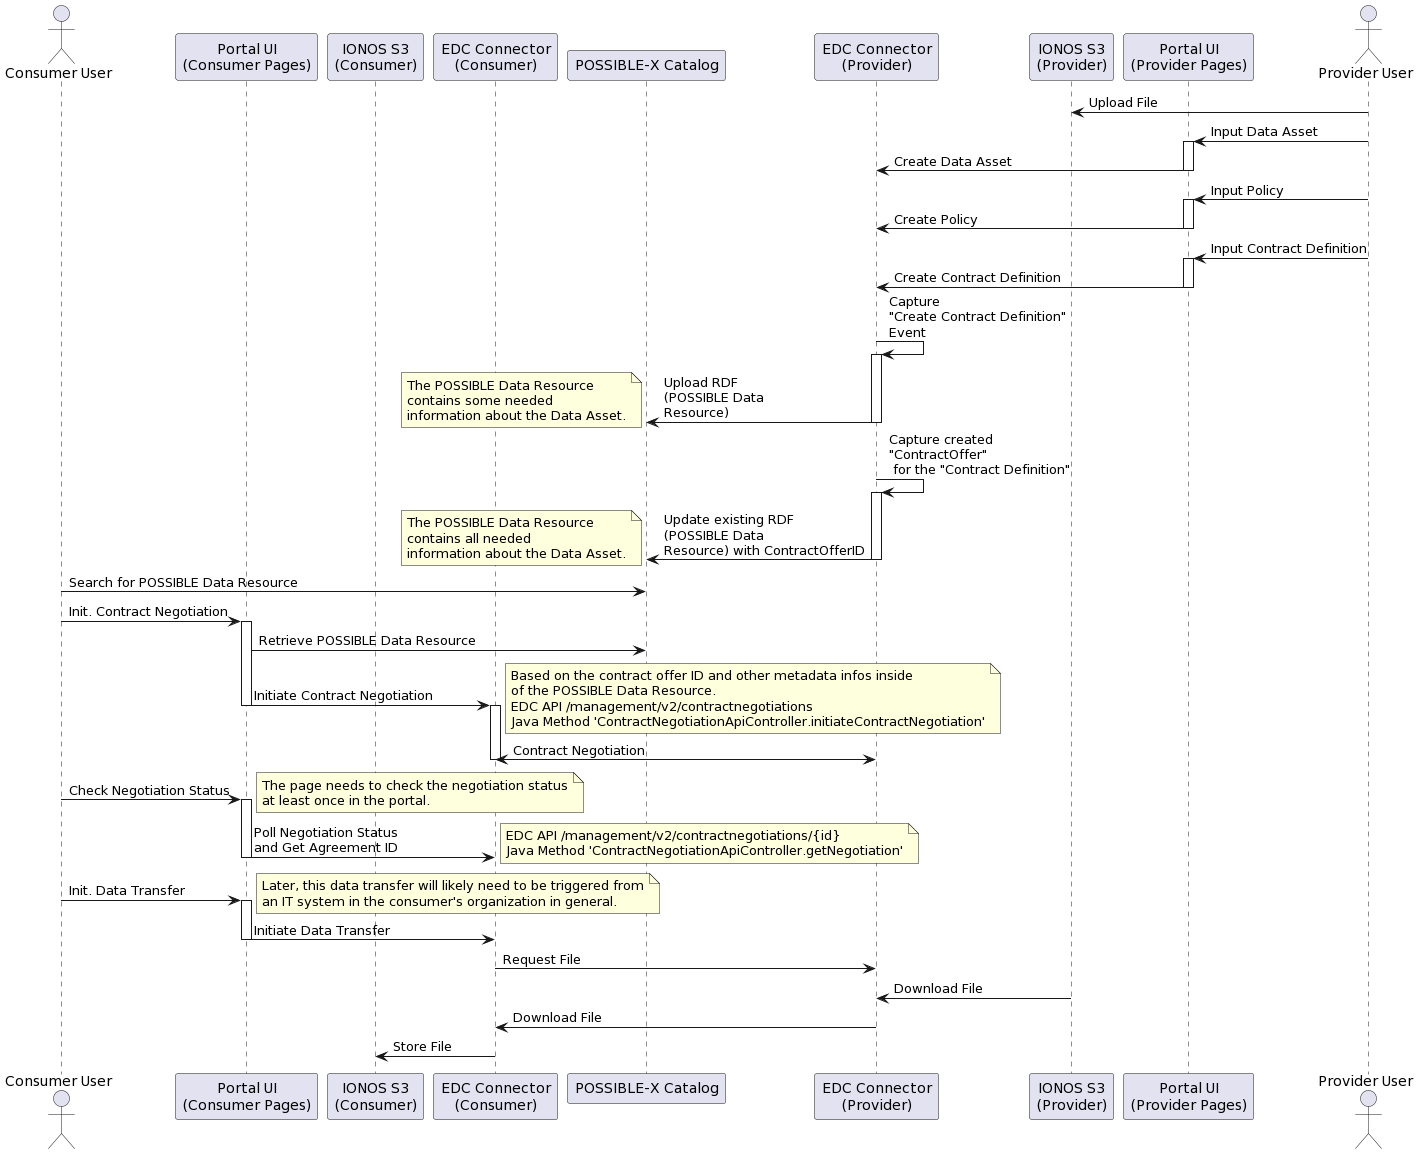 Consumer User
Portal UI
(Consumer Pages)
IONOS S3
(Consumer)
EDC Connector
(Consumer)
POSSIBLE-X Catalog
EDC Connector
(Provider)
IONOS S3
(Provider)
Portal UI
(Provider Pages)
Provider User
Upload File
Input Data Asset
Create Data Asset
Input Policy
Create Policy
Input Contract Definition
Create Contract Definition
Capture
"Create Contract Definition"
Event
The POSSIBLE Data Resource
contains some needed
information about the Data Asset.
Upload RDF
(POSSIBLE Data
Resource)
Capture created
"ContractOffer"
for the "Contract Definition"
The POSSIBLE Data Resource
contains all needed
information about the Data Asset.
Update existing RDF
(POSSIBLE Data
Resource) with ContractOfferID
Search for POSSIBLE Data Resource
Init. Contract Negotiation
Retrieve POSSIBLE Data Resource
Initiate Contract Negotiation
Based on the contract offer ID and other metadata infos inside
of the POSSIBLE Data Resource.
EDC API /management/v2/contractnegotiations
Java Method 'ContractNegotiationApiController.initiateContractNegotiation'
Contract Negotiation
Check Negotiation Status
The page needs to check the negotiation status
at least once in the portal.
Poll Negotiation Status
and Get Agreement ID
EDC API /management/v2/contractnegotiations/{id}
Java Method 'ContractNegotiationApiController.getNegotiation'
Init. Data Transfer
Later, this data transfer will likely need to be triggered from
an IT system in the consumer's organization in general.
Initiate Data Transfer
Request File
Download File
Download File
Store File
Consumer User
Portal UI
(Consumer Pages)
IONOS S3
(Consumer)
EDC Connector
(Consumer)
POSSIBLE-X Catalog
EDC Connector
(Provider)
IONOS S3
(Provider)
Portal UI
(Provider Pages)
Provider User